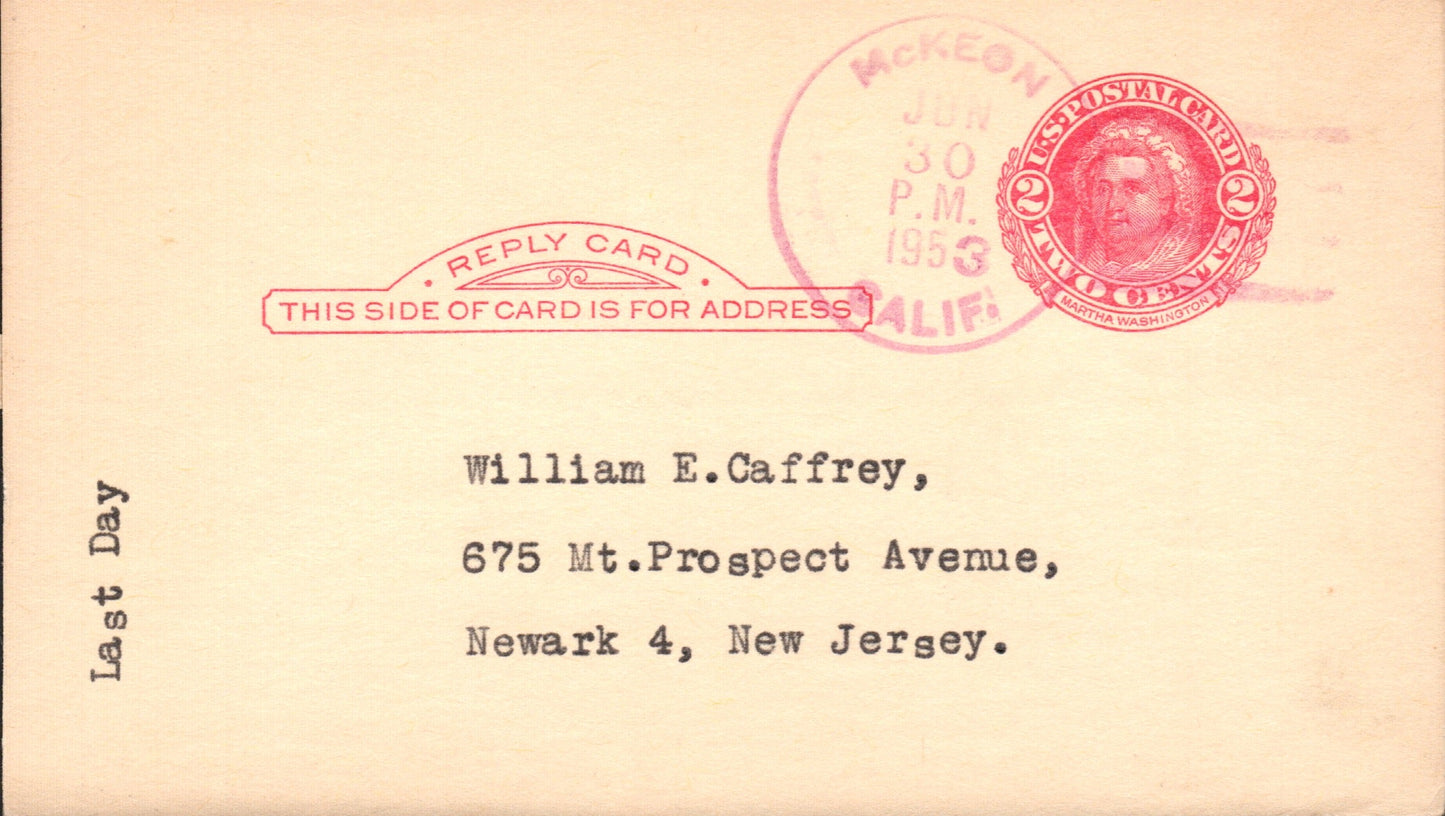 McKEON
JUN
30
P.M.
1953
CALIF.
U.S. POSTAL CARD
2 2
TWO CENTS
MARTHA WASHINGTON
· REPLY CARD ·
THIS SIDE OF CARD IS FOR ADDRESS
William E.Caffrey,
675 Mt.Prospect Avenue,
Newark 4, New Jersey.
Last Day